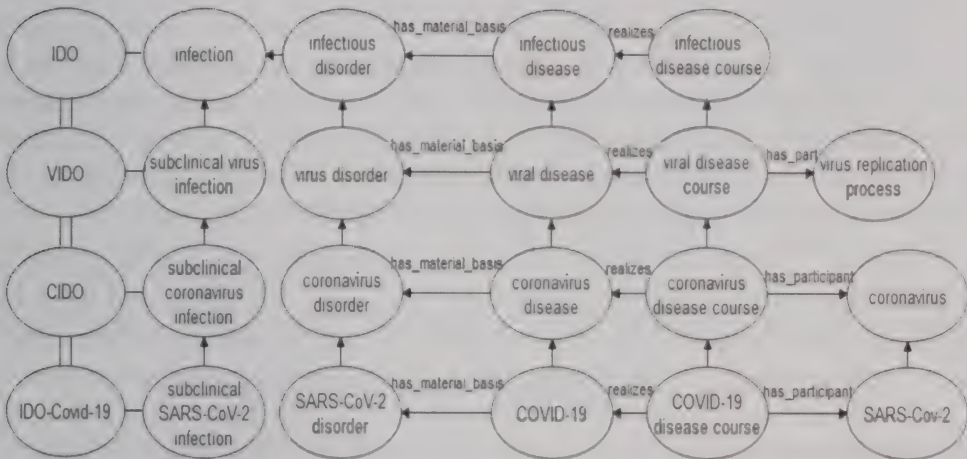 has_material_basis
realizes
IDO
infection
infectious
disorder
infectious
disease
infectious
disease course
VIDO
subclinical virus
infection
virus disorder
has_material_basis
viral disease
realizes
viral disease
course
has_part
virus replication
process
CIDO
subclinical
coronavirus
infection
coronavirus
disorder
has_material_basis
coronavirus
disease
realizes
coronavirus
disease course
has_participant
coronavirus
IDO-Covid-19
subclinical
SARS-CoV-2
infection
SARS-CoV-2
disorder
has_material_basis
COVID-19
realizes
COVID-19
disease course
has_participant
SARS-Cov-2